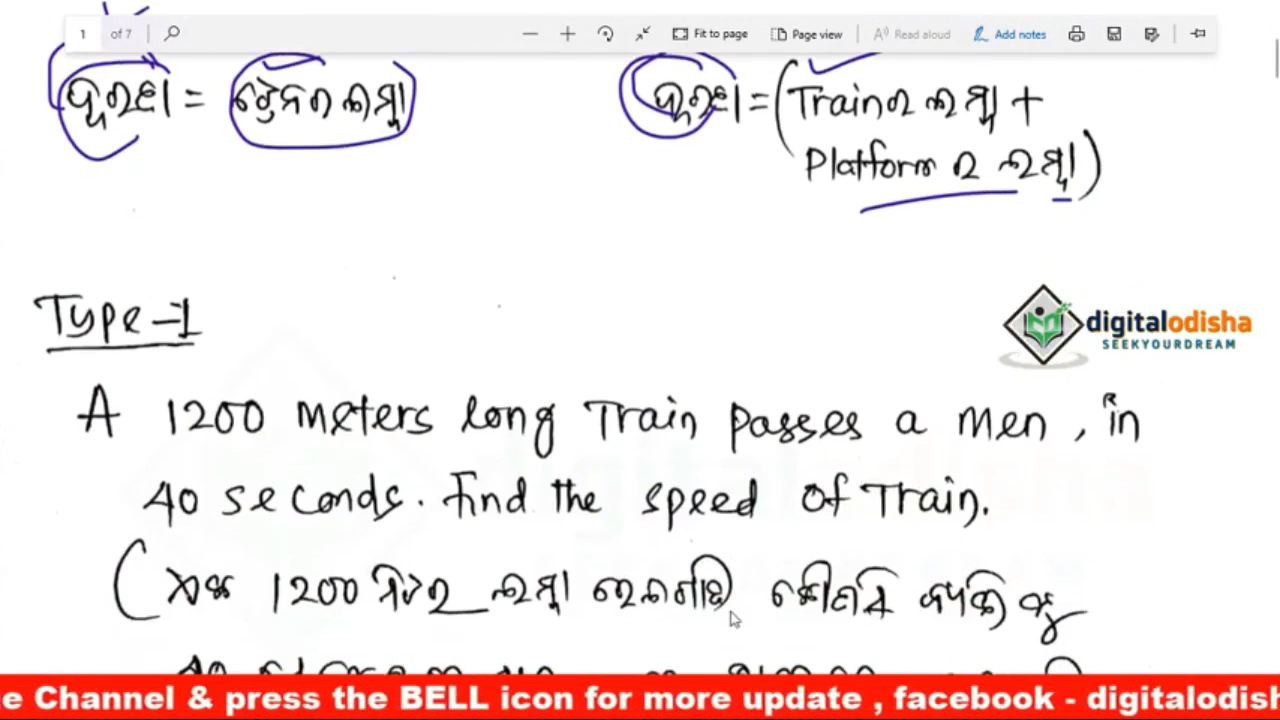 1 of 7 Fit to page Page view Read aloud Add notes
ଦୂରତା = ଟ୍ରେନର ଲମ୍ବା
ଦୂରତା = (Trainର ଲମ୍ବା +
Platform ର ଲମ୍ବା)
Type-1
digitalodisha
SEEKYOURDREAM
A 1200 meters long Train passes a men, in
40 seconds. Find the speed of Train.
(ଏକ 1200 ମିଟର ଲମ୍ବା ରେଳଗାଡ଼ି ବ୍ୟକ୍ତି କୁ
e Channel & press the BELL icon for more update , facebook - digitalodish